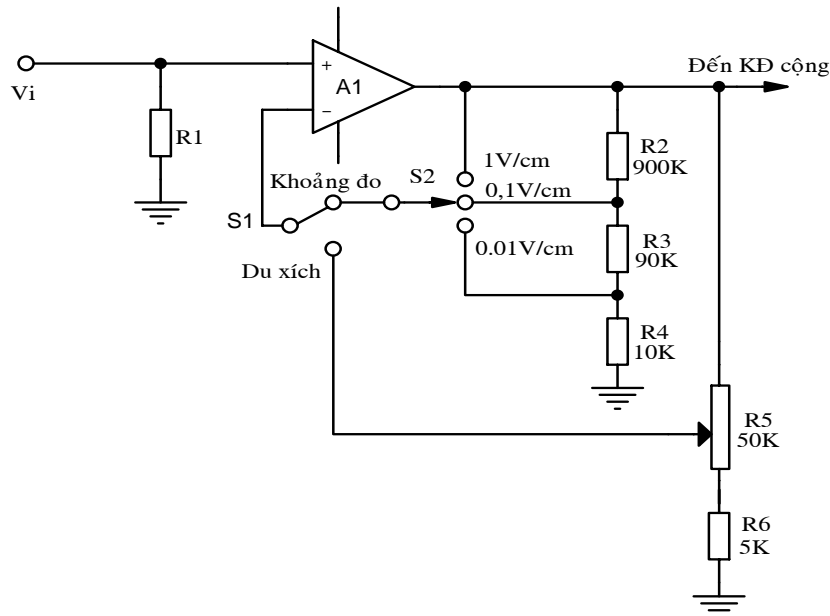 Đến KĐ cộng
Vi
+
A1
−
R1
R2
900K
1V/cm
Khoảng đo
S2
0,1V/cm
S1
R3
90K
0.01V/cm
Du xích
R4
10K
R5
50K
R6
5K